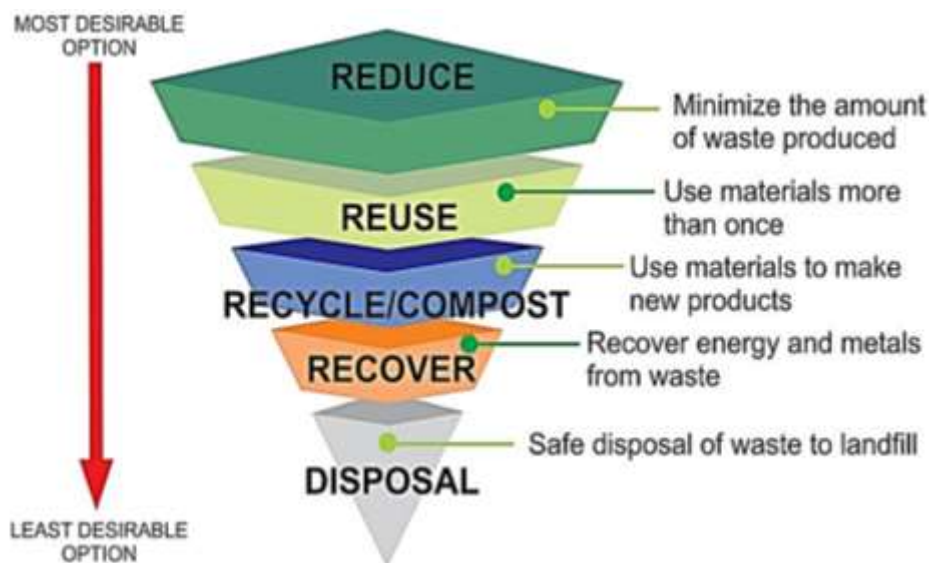 MOST DESIRABLE
OPTION
REDUCE
Minimize the amount
of waste produced
REUSE
Use materials more
than once
RECYCLE/COMPOST
Use materials to make
new products
RECOVER
Recover energy and metals
from waste
DISPOSAL
Safe disposal of waste to landfill
LEAST DESIRABLE
OPTION